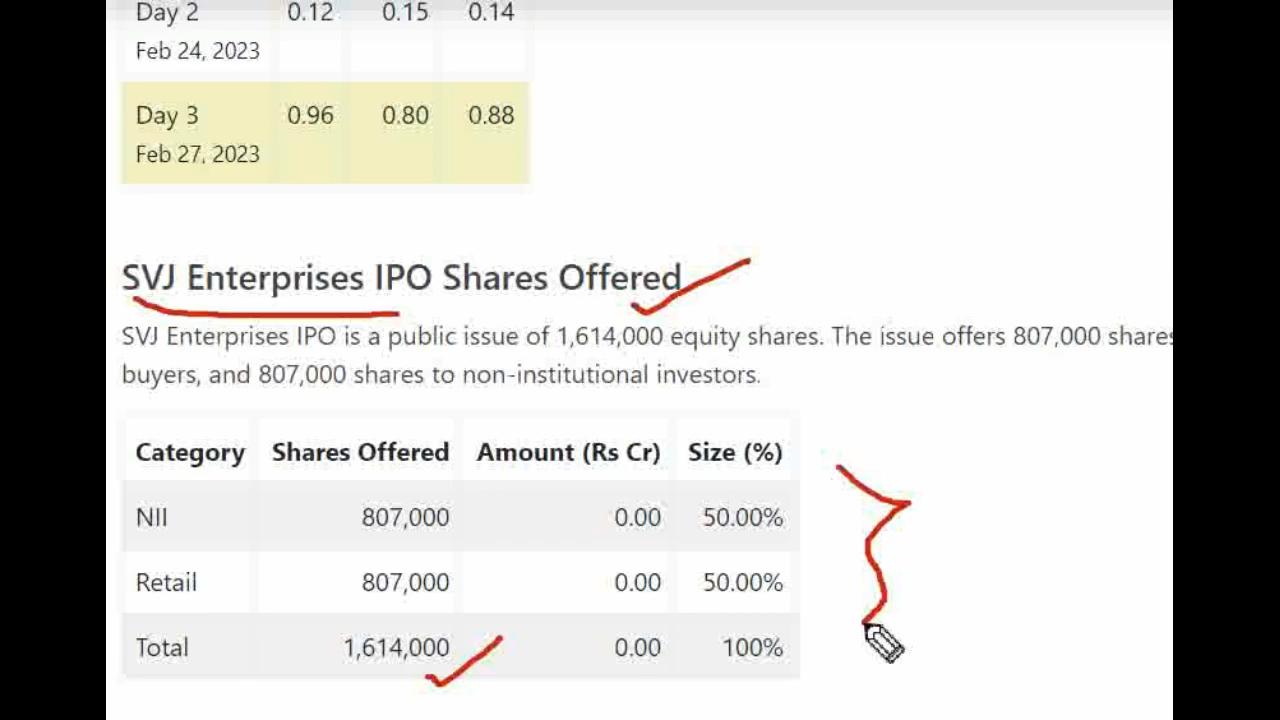 Day 2 0.12 0.15 0.14
Feb 24, 2023
Day 3 0.96 0.80 0.88
Feb 27, 2023
SVJ Enterprises IPO Shares Offered
SVJ Enterprises IPO is a public issue of 1,614,000 equity shares. The issue offers 807,000 shares
buyers, and 807,000 shares to non-institutional investors.
Category Shares Offered Amount (Rs Cr) Size (%)
NII 807,000 0.00 50.00%
Retail 807,000 0.00 50.00%
Total 1,614,000 0.00 100%